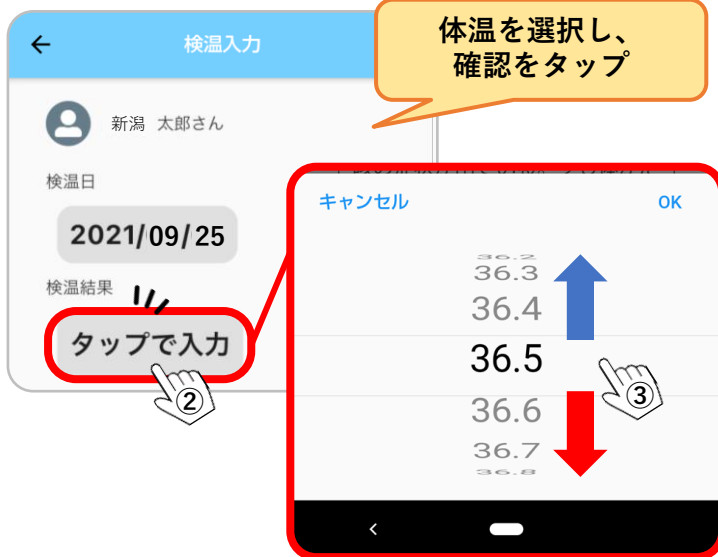 検温入力
体温を選択し、
確認をタップ
新潟 太郎さん
検温日
2021/09/25
検温結果
タップで入力
②
キャンセル
OK
36.2
36.3
36.4
36.5
36.6
36.7
36.8
③